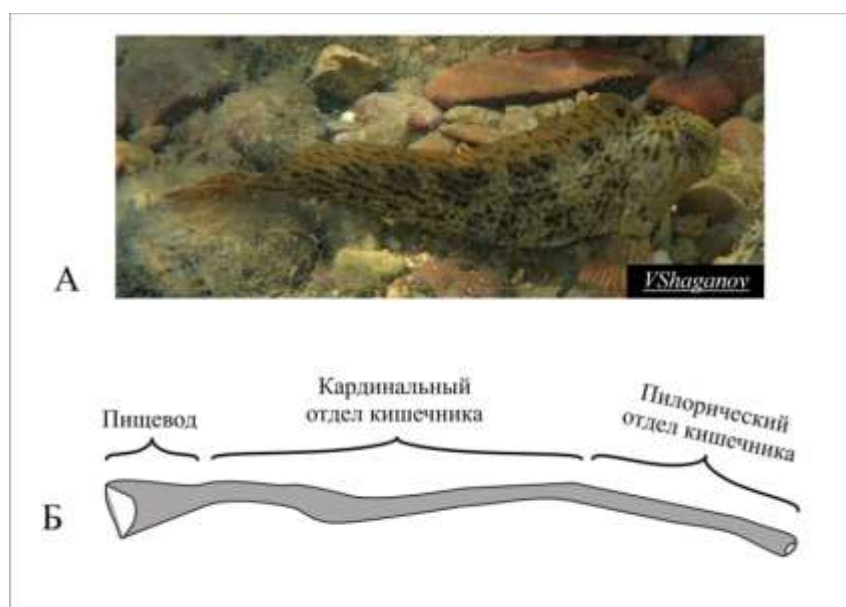 VShaganov
А
Кардинальный
отдел кишечника
Пищевод
Пилорический
отдел кишечника
Б